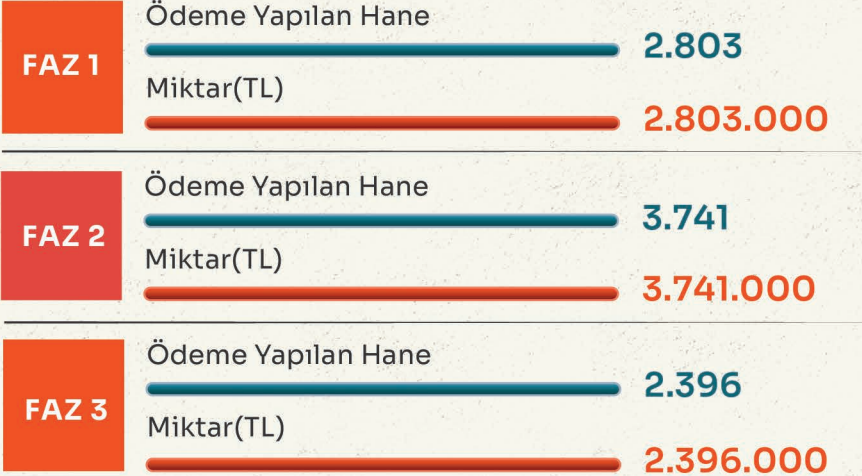 FAZ 1
Ödeme Yapılan Hane
2.803
Miktar(TL)
2.803.000
FAZ 2
Ödeme Yapılan Hane
3.741
Miktar(TL)
3.741.000
FAZ 3
Ödeme Yapılan Hane
2.396
Miktar(TL)
2.396.000